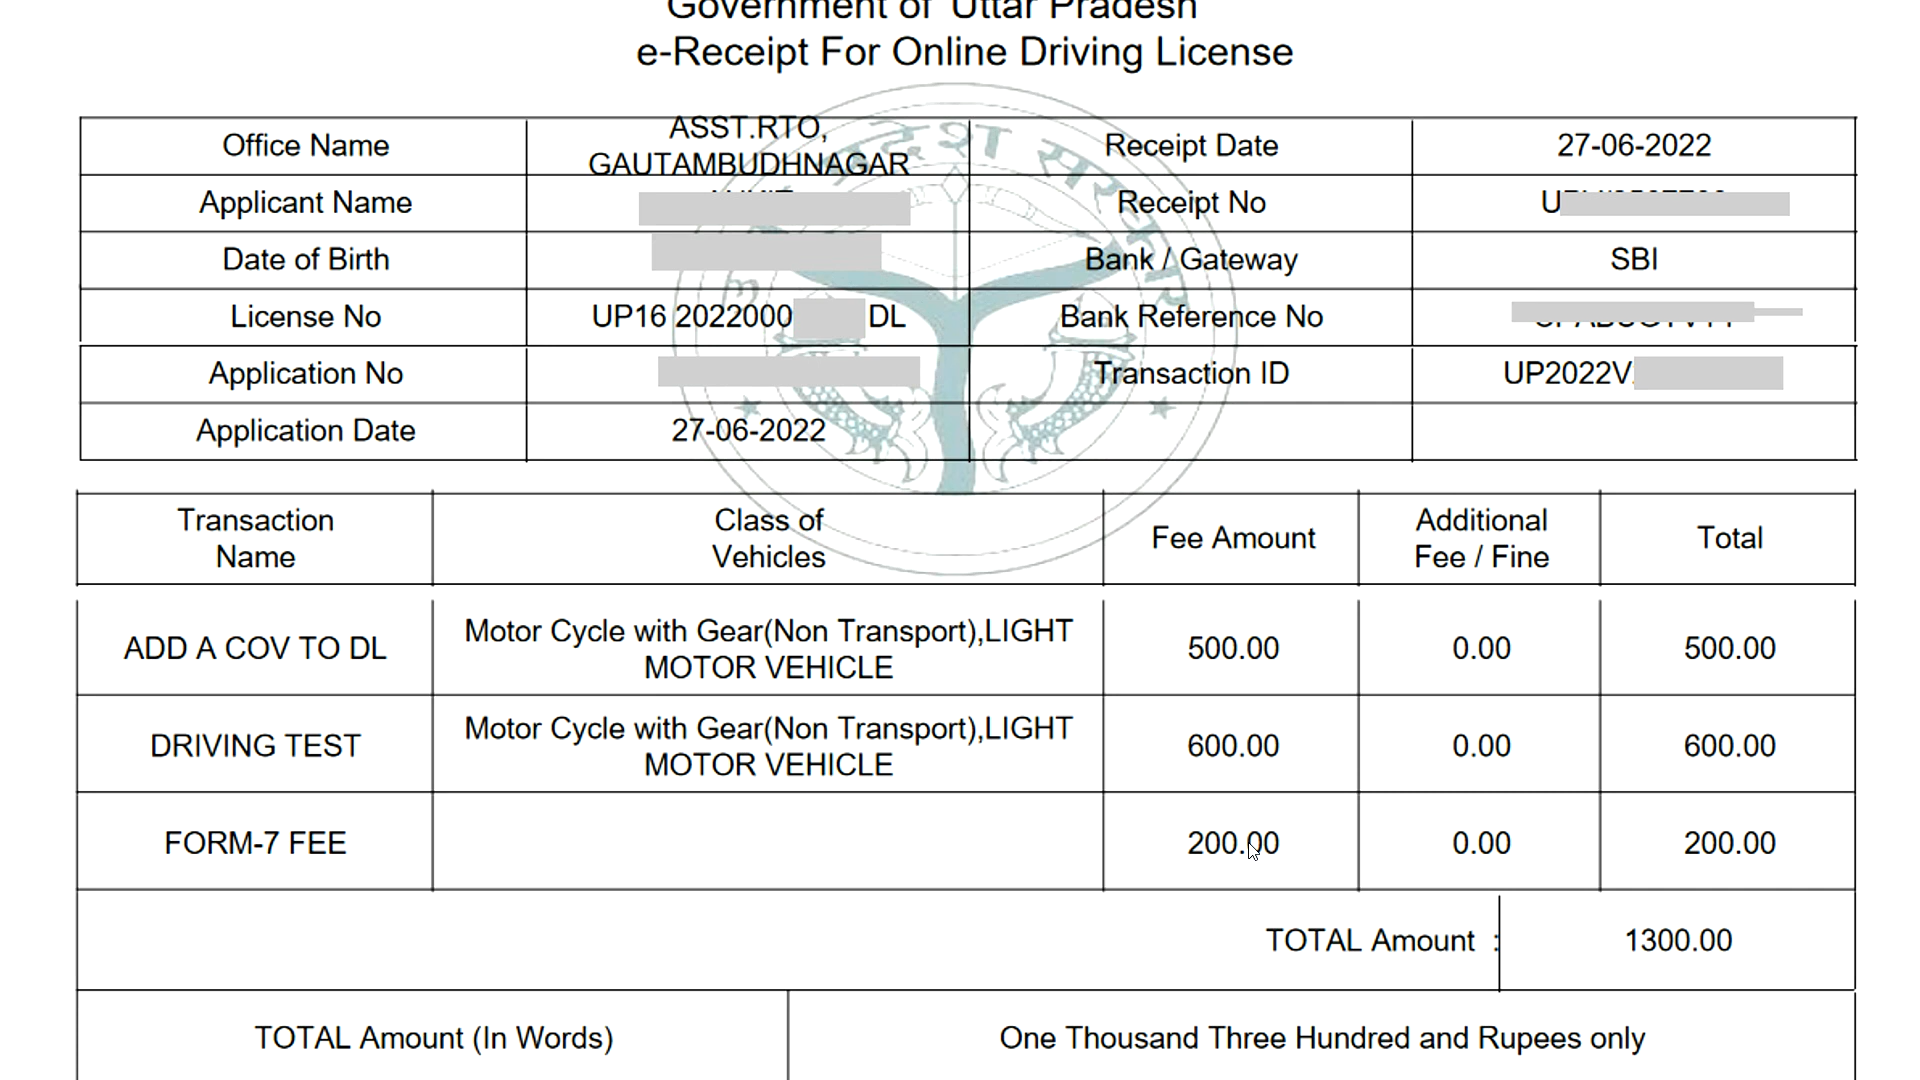 Government of Uttar Pradesh
e-Receipt For Online Driving License
प्रदेश सरकार
Office Name ASST.RTO, GAUTAMBUDHNAGAR Receipt Date 27-06-2022
Applicant Name Receipt No
Date of Birth Bank / Gateway SBI
License No UP16 2022000 DL Bank Reference No
Application No Transaction ID UP2022V
Application Date 27-06-2022
Transaction Name Class of Vehicles Fee Amount Additional Fee / Fine Total
ADD A COV TO DL Motor Cycle with Gear(Non Transport),LIGHT MOTOR VEHICLE 500.00 0.00 500.00
DRIVING TEST Motor Cycle with Gear(Non Transport),LIGHT MOTOR VEHICLE 600.00 0.00 600.00
FORM-7 FEE 200.00 0.00 200.00
TOTAL Amount : 1300.00
TOTAL Amount (In Words) One Thousand Three Hundred and Rupees only